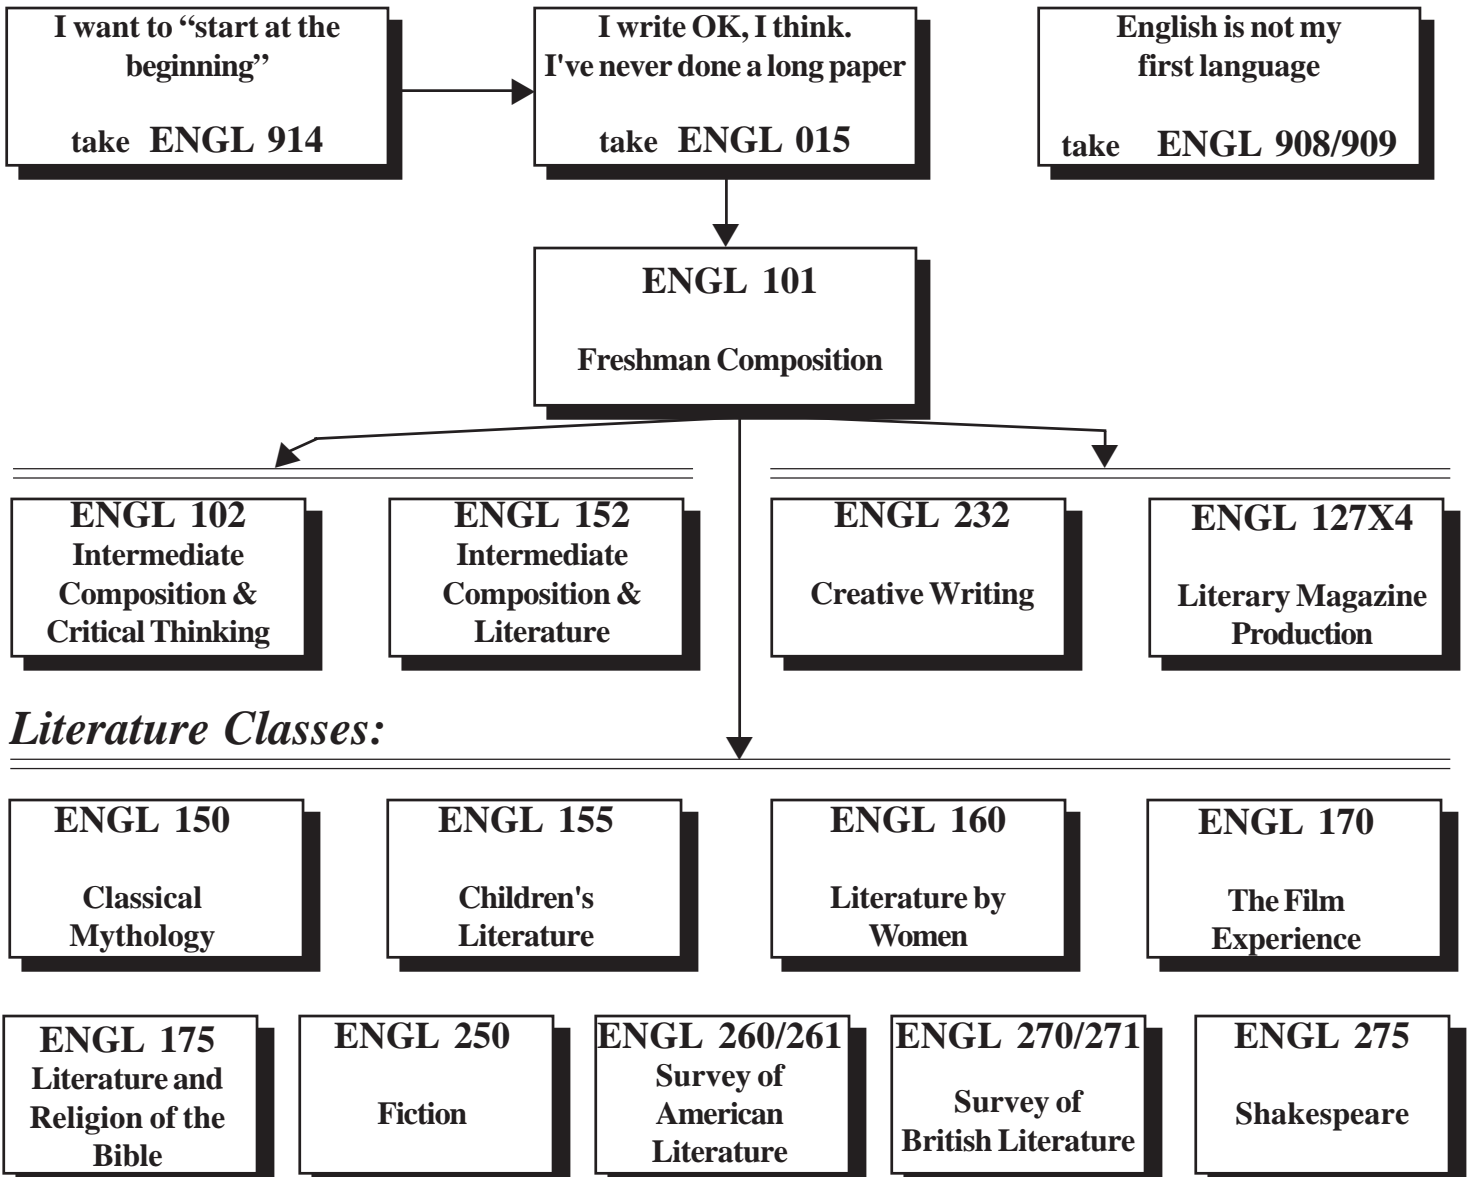 I want to “start at the
beginning”
take ENGL 914
I write OK, I think.
I've never done a long paper
take ENGL 015
English is not my
first language
take ENGL 908/909
ENGL 101
Freshman Composition
ENGL 102
Intermediate
Composition &
Critical Thinking
ENGL 152
Intermediate
Composition &
Literature
ENGL 232
Creative Writing
ENGL 127X4
Literary Magazine
Production
Literature Classes:
ENGL 150
Classical
Mythology
ENGL 155
Children's
Literature
ENGL 160
Literature by
Women
ENGL 170
The Film
Experience
ENGL 175
Literature and
Religion of the
Bible
ENGL 250
Fiction
ENGL 260/261
Survey of
American
Literature
ENGL 270/271
Survey of
British Literature
ENGL 275
Shakespeare